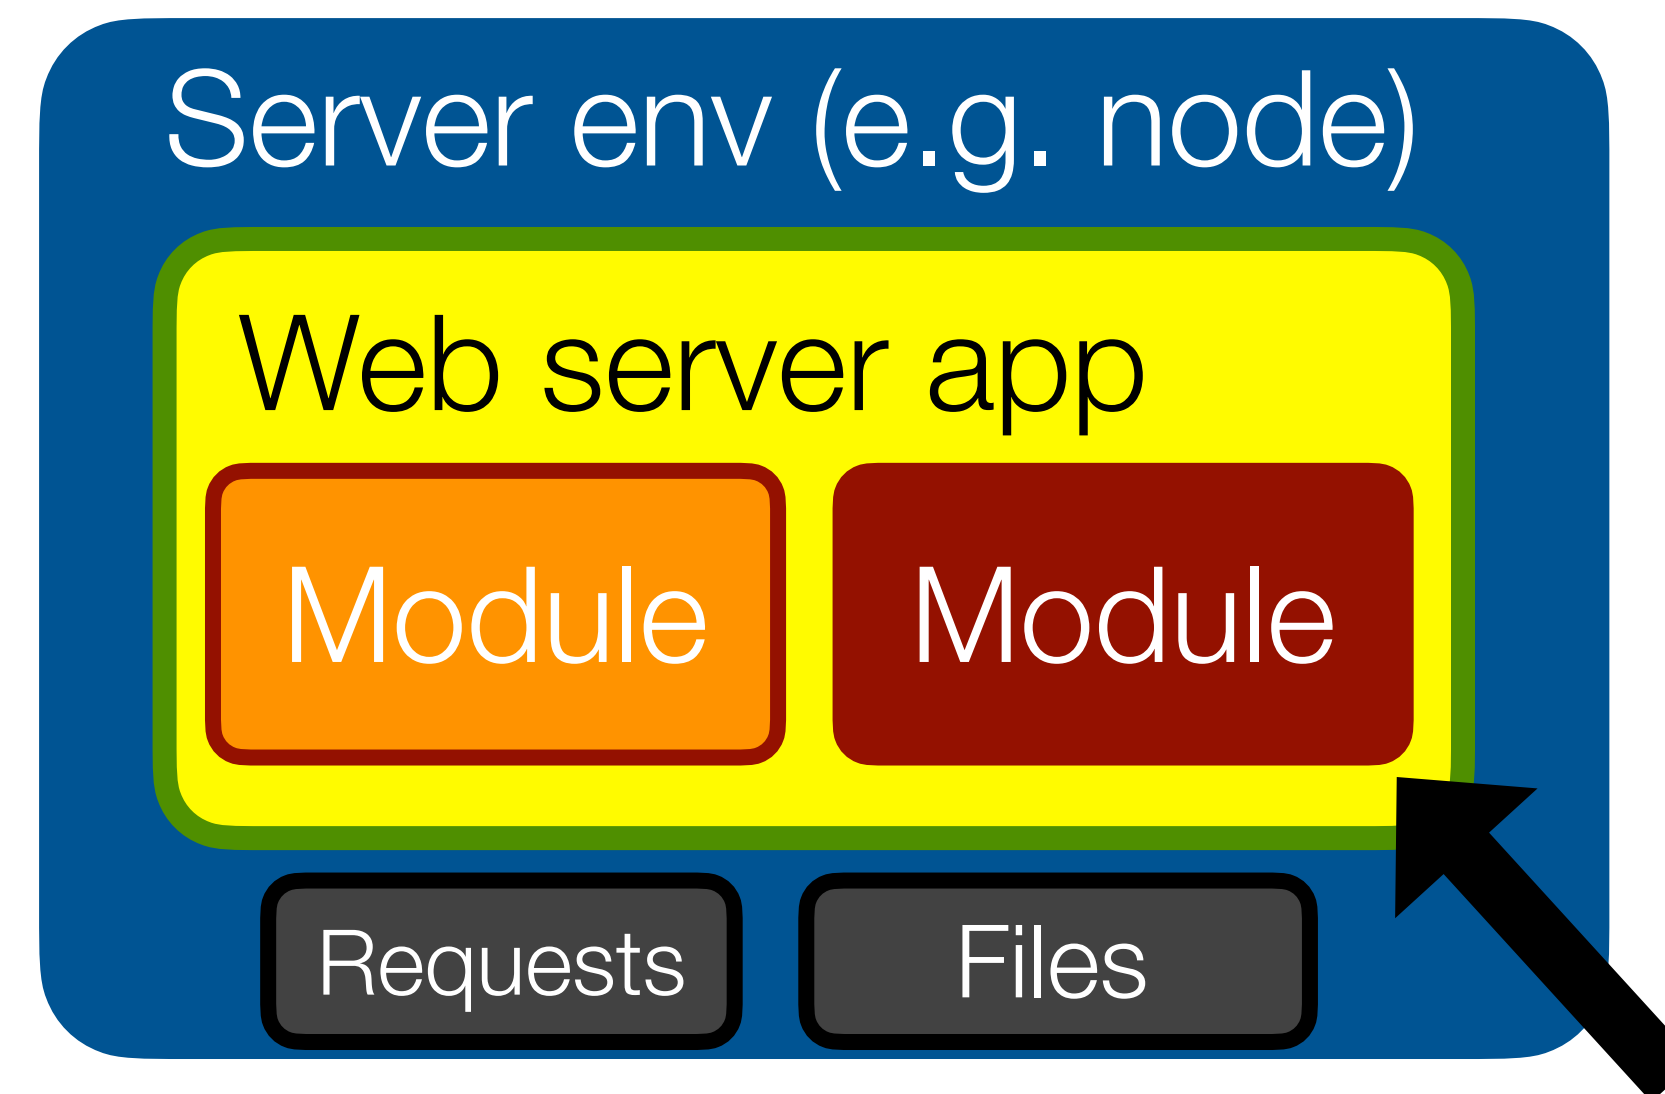 Server env (e.g. node)
Web server app
Module Module
Requests Files